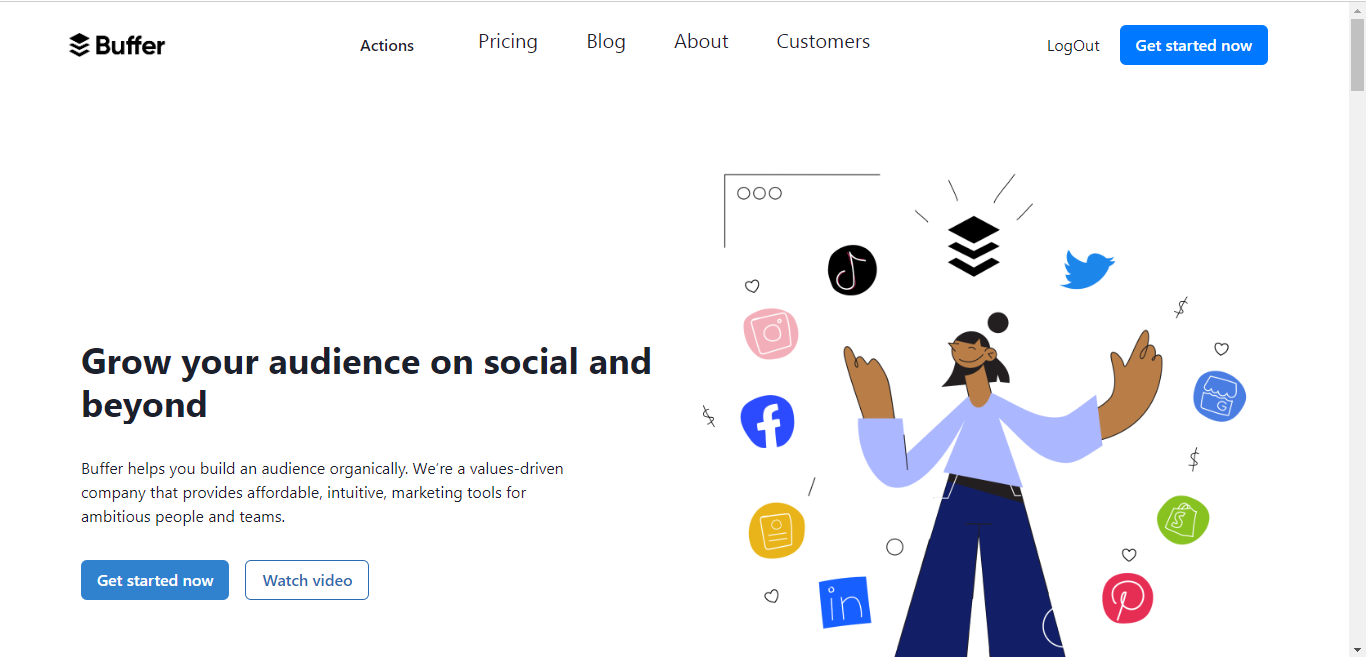 Buffer
Actions Pricing Blog About Customers LogOut Get started now
Grow your audience on social and
beyond
Buffer helps you build an audience organically. We’re a values-driven
company that provides affordable, intuitive, marketing tools for
ambitious people and teams.
Get started now Watch video
G
S
in